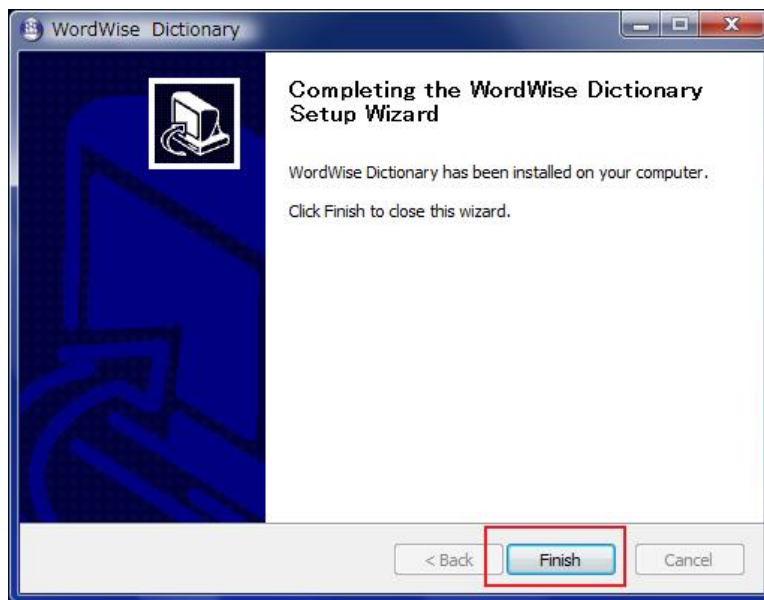 WordWise Dictionary
Completing the WordWise Dictionary
Setup Wizard
WordWise Dictionary has been installed on your computer.
Click Finish to close this wizard.
< Back Finish Cancel